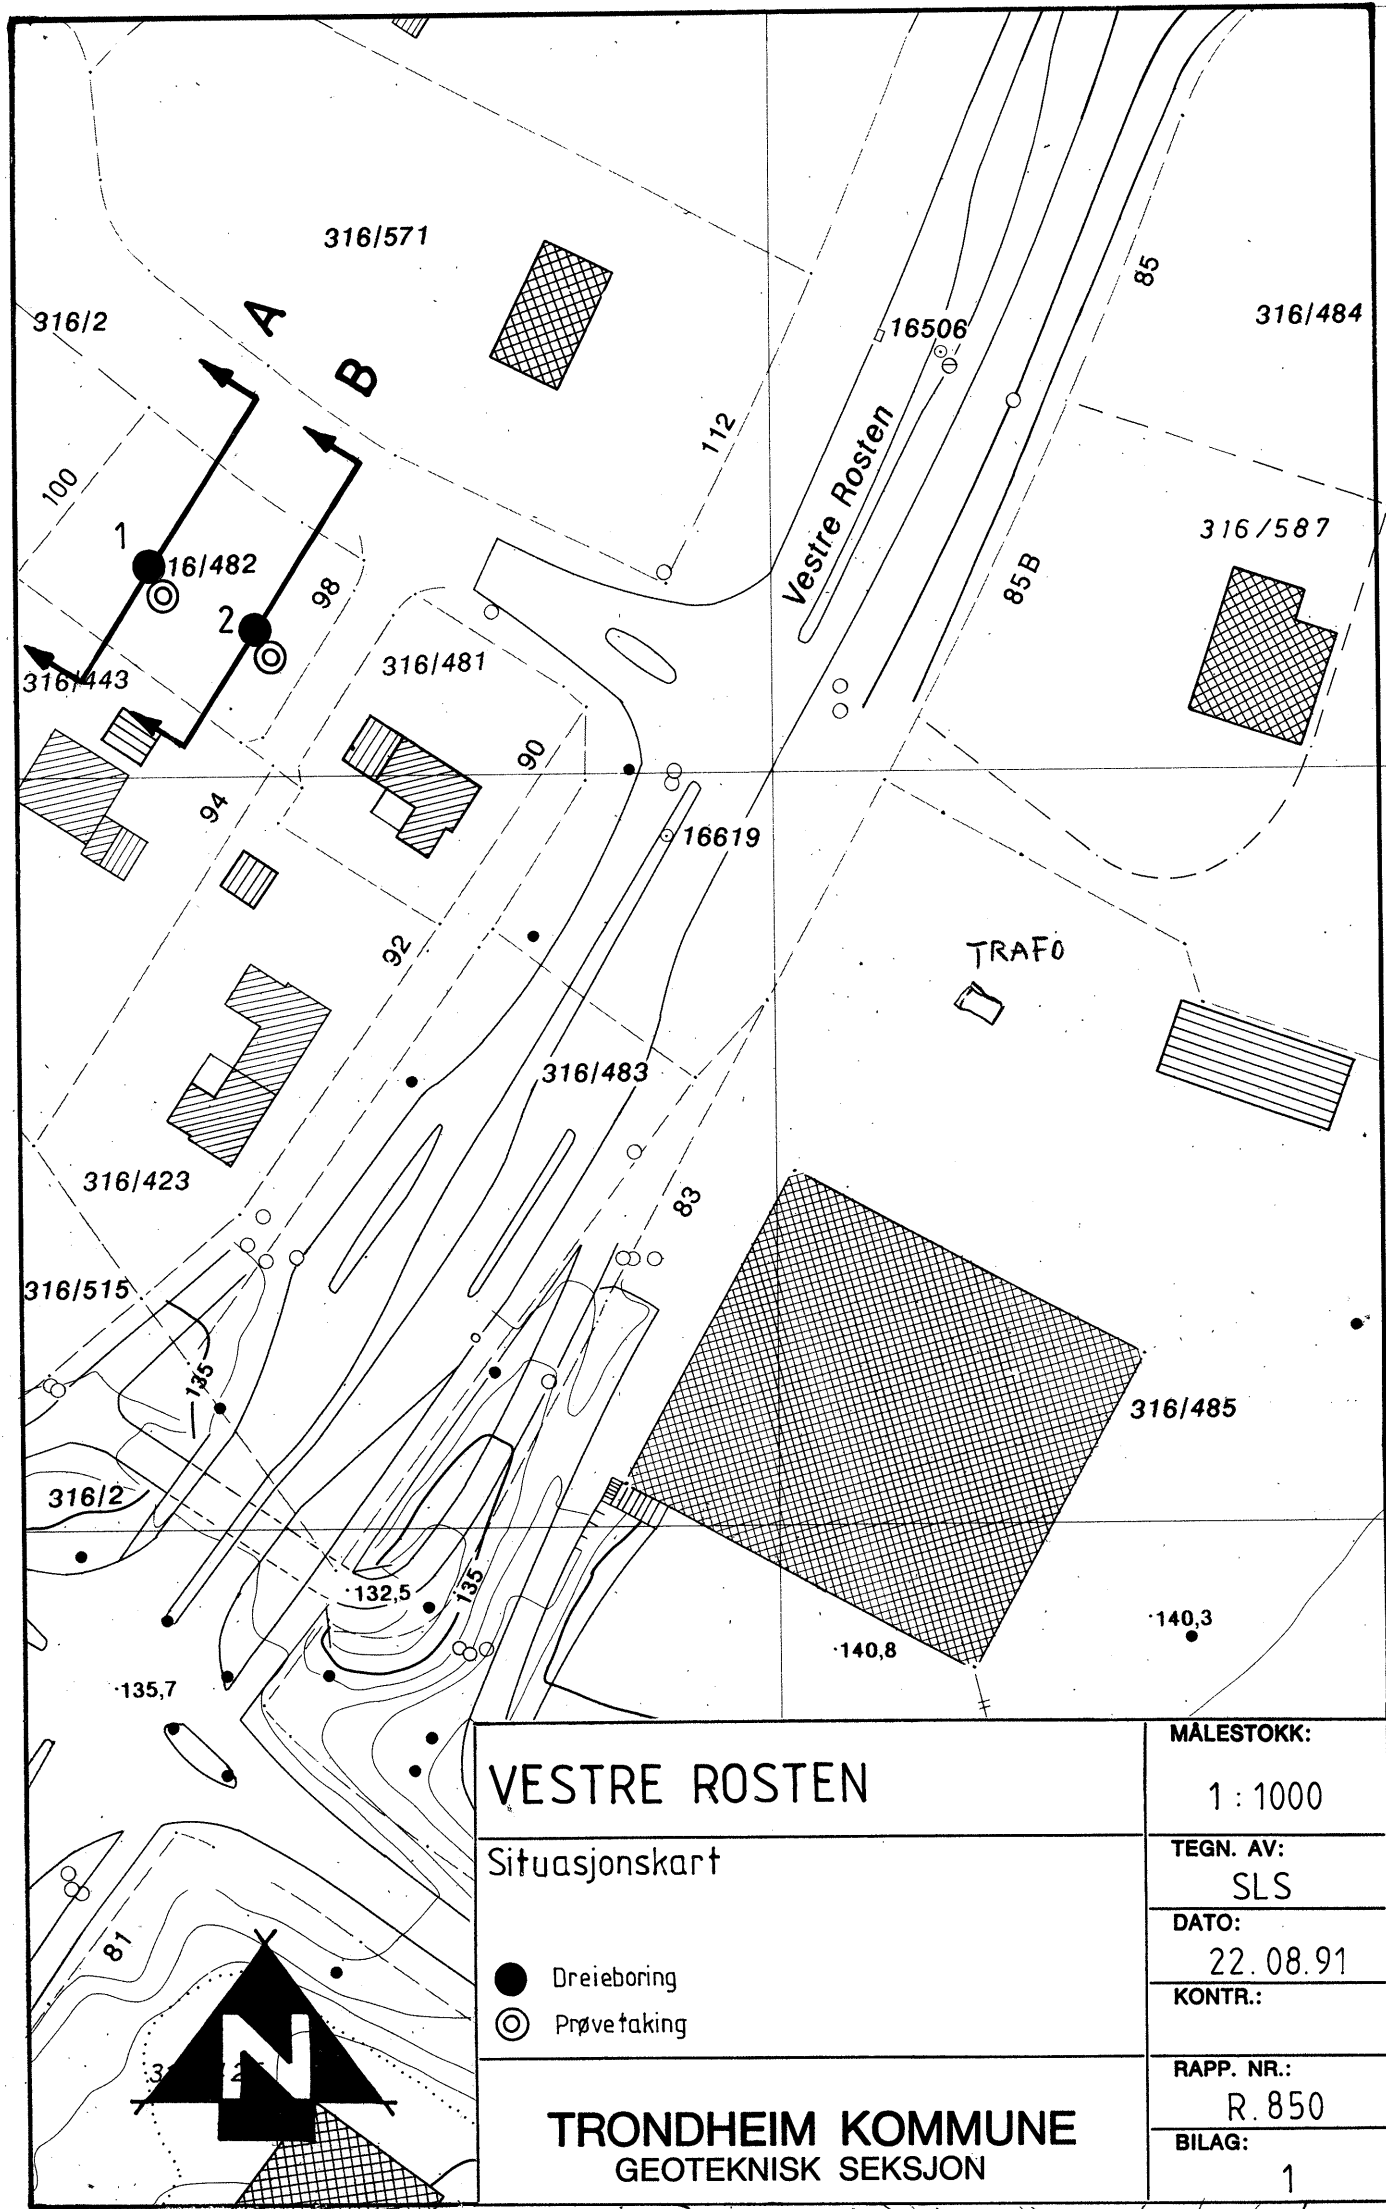 316/571
A
316/2
85
316/484
16506
B
112
Vestre Rosten
100
316/587
1
16/482
85B
98
2
316/481
316/443
90
94
16619
92
TRAFO
316/483
316/423
83
316/515
135
316/485
316/2
·132,5
135
·140,3
·140,8
·135,7
81
N
VESTRE ROSTEN
Situasjonskart
Dreieboring
Prøvetaking
TRONDHEIM KOMMUNE
GEOTEKNISK SEKSJON
MÅLESTOKK:
1 : 1000
TEGN. AV:
SLS
DATO:
22.08.91
KONTR.:
RAPP. NR.:
R.850
BILAG:
1